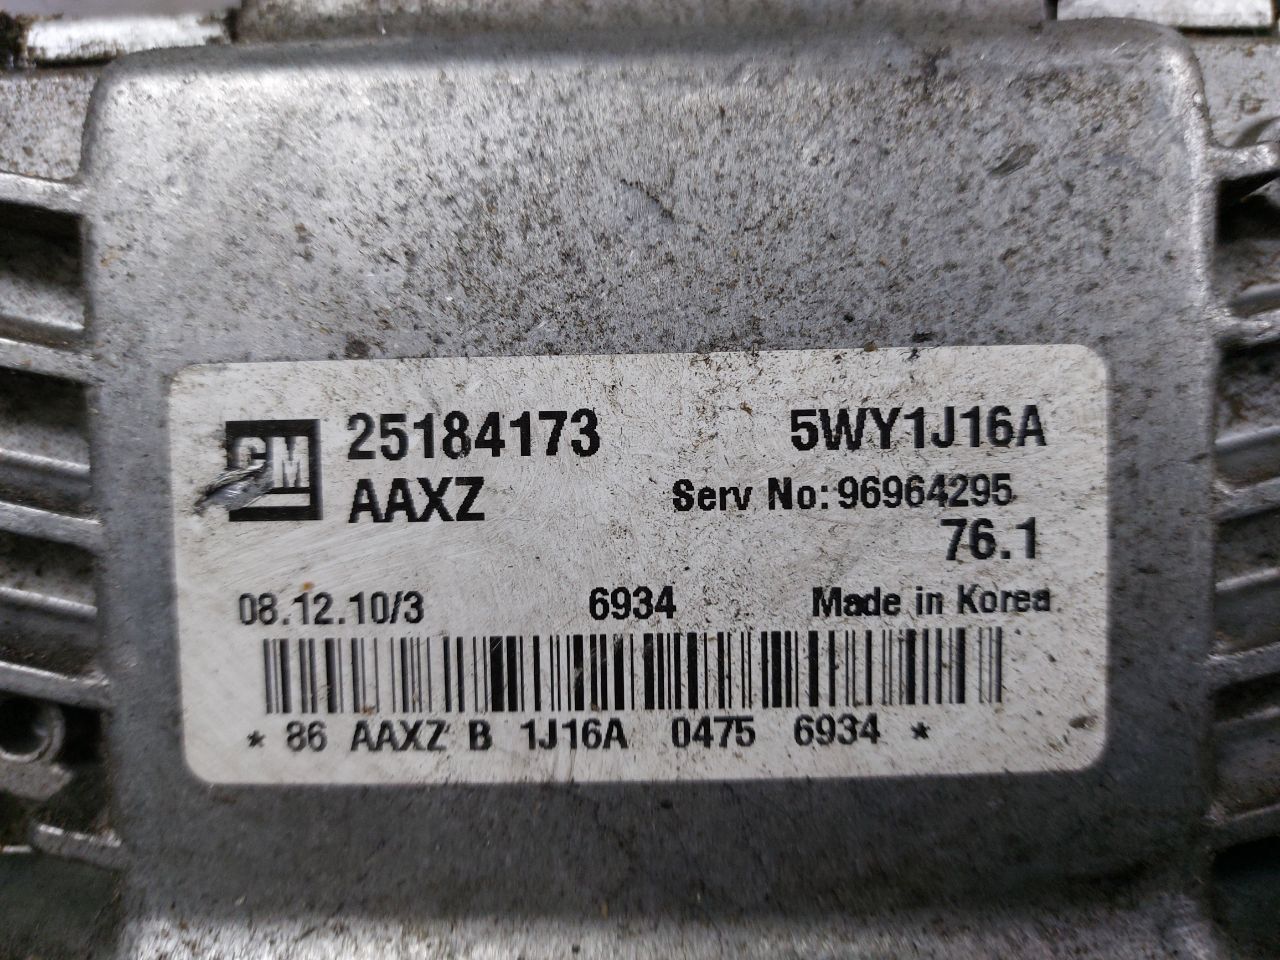 GM 25184173 5WY1J16A
AAXZ Serv No: 96964295
76.1
08.12.10/3 6934 Made in Korea
* 86 AAXZ B 1J16A 0475 6934 *